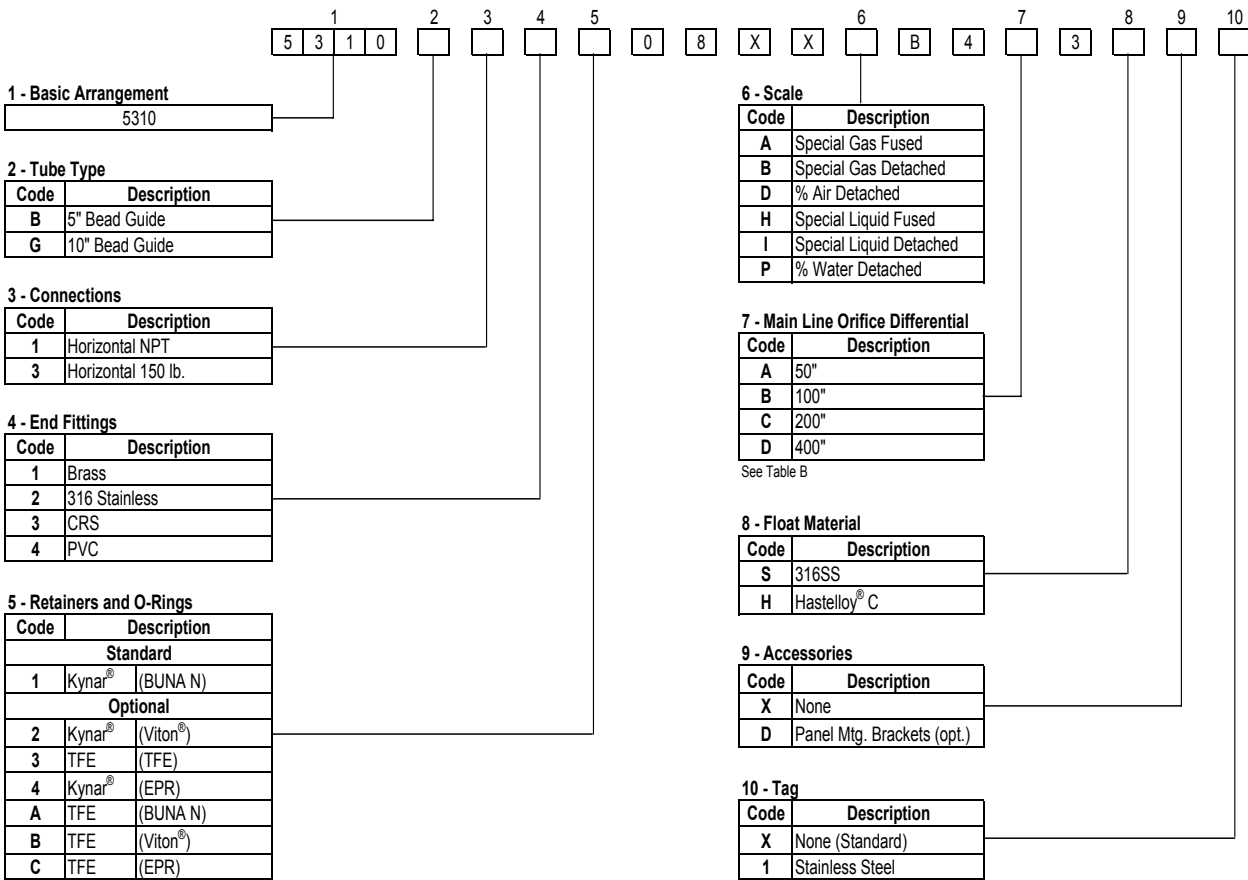 1 2 3 4 5 6 7 8 9 10
5 3 1 0 0 8 X X B 4 3
1 - Basic Arrangement
5310
2 - Tube Type
Code Description
B 5" Bead Guide
G 10" Bead Guide
3 - Connections
Code Description
1 Horizontal NPT
3 Horizontal 150 lb.
4 - End Fittings
Code Description
1 Brass
2 316 Stainless
3 CRS
4 PVC
5 - Retainers and O-Rings
Code Description
Standard
1 Kynar® (BUNA N)
Optional
2 Kynar® (Viton®)
3 TFE (TFE)
4 Kynar® (EPR)
A TFE (BUNA N)
B TFE (Viton®)
C TFE (EPR)
6 - Scale
Code Description
A Special Gas Fused
B Special Gas Detached
D % Air Detached
H Special Liquid Fused
I Special Liquid Detached
P % Water Detached
7 - Main Line Orifice Differential
Code Description
A 50"
B 100"
C 200"
D 400"
See Table B
8 - Float Material
Code Description
S 316SS
H Hastelloy® C
9 - Accessories
Code Description
X None
D Panel Mtg. Brackets (opt.)
10 - Tag
Code Description
X None (Standard)
1 Stainless Steel